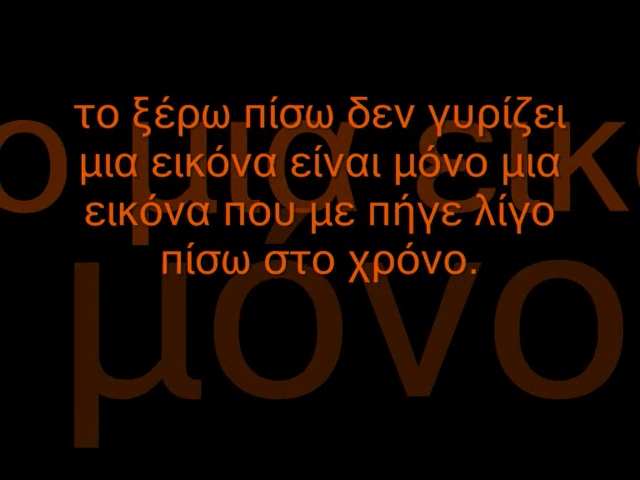 το ξέρω πίσω δεν γυρίζει
μια εικόνα είναι μόνο μια
εικόνα που με πήγε λίγο
πίσω στο χρόνο.
μια
μόνο